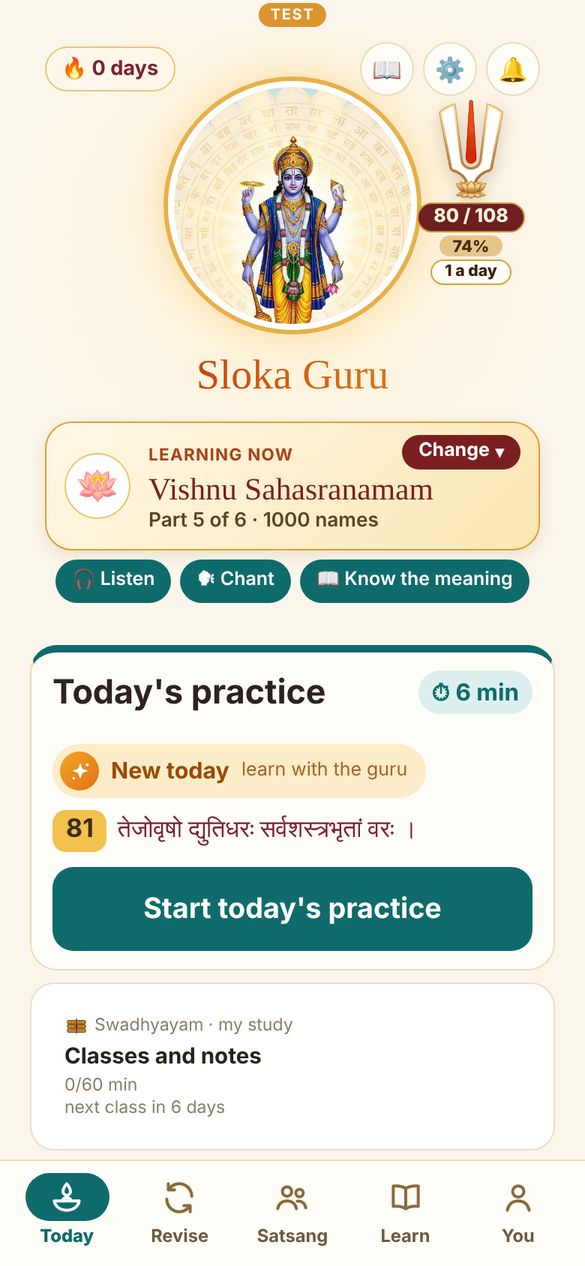 TEST
🔥 0 days
80 / 108
74%
1 a day
Sloka Guru
LEARNING NOW
Change ▾
Vishnu Sahasranamam
Part 5 of 6 · 1000 names
Listen
Chant
Know the meaning
Today's practice
6 min
New today learn with the guru
81 तेजोवृषो द्युतिधरः सर्वशस्त्रभृतां वरः ।
Start today's practice
Swadhyayam · my study
Classes and notes
0/60 min
next class in 6 days
Today
Revise
Satsang
Learn
You